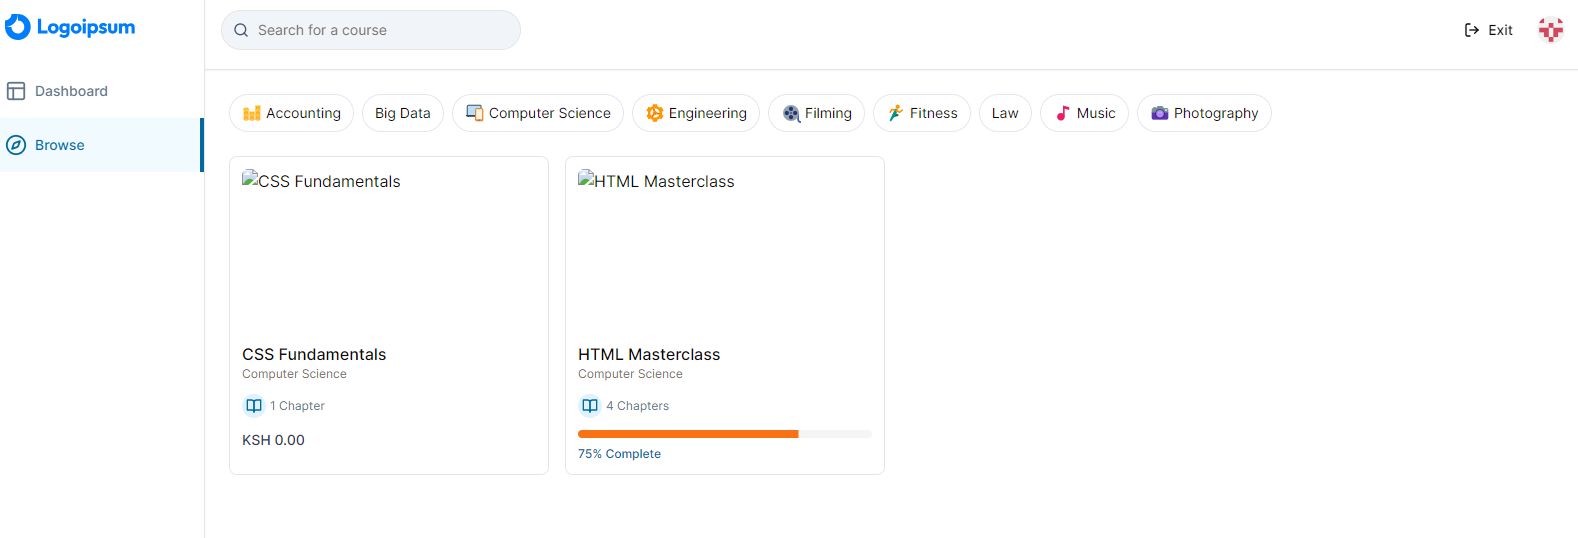 Logoipsum
Search for a course
Exit
Dashboard
Browse
Accounting
Big Data
Computer Science
Engineering
Filming
Fitness
Law
Music
Photography
CSS Fundamentals
CSS Fundamentals
Computer Science
1 Chapter
KSH 0.00
HTML Masterclass
HTML Masterclass
Computer Science
4 Chapters
75% Complete